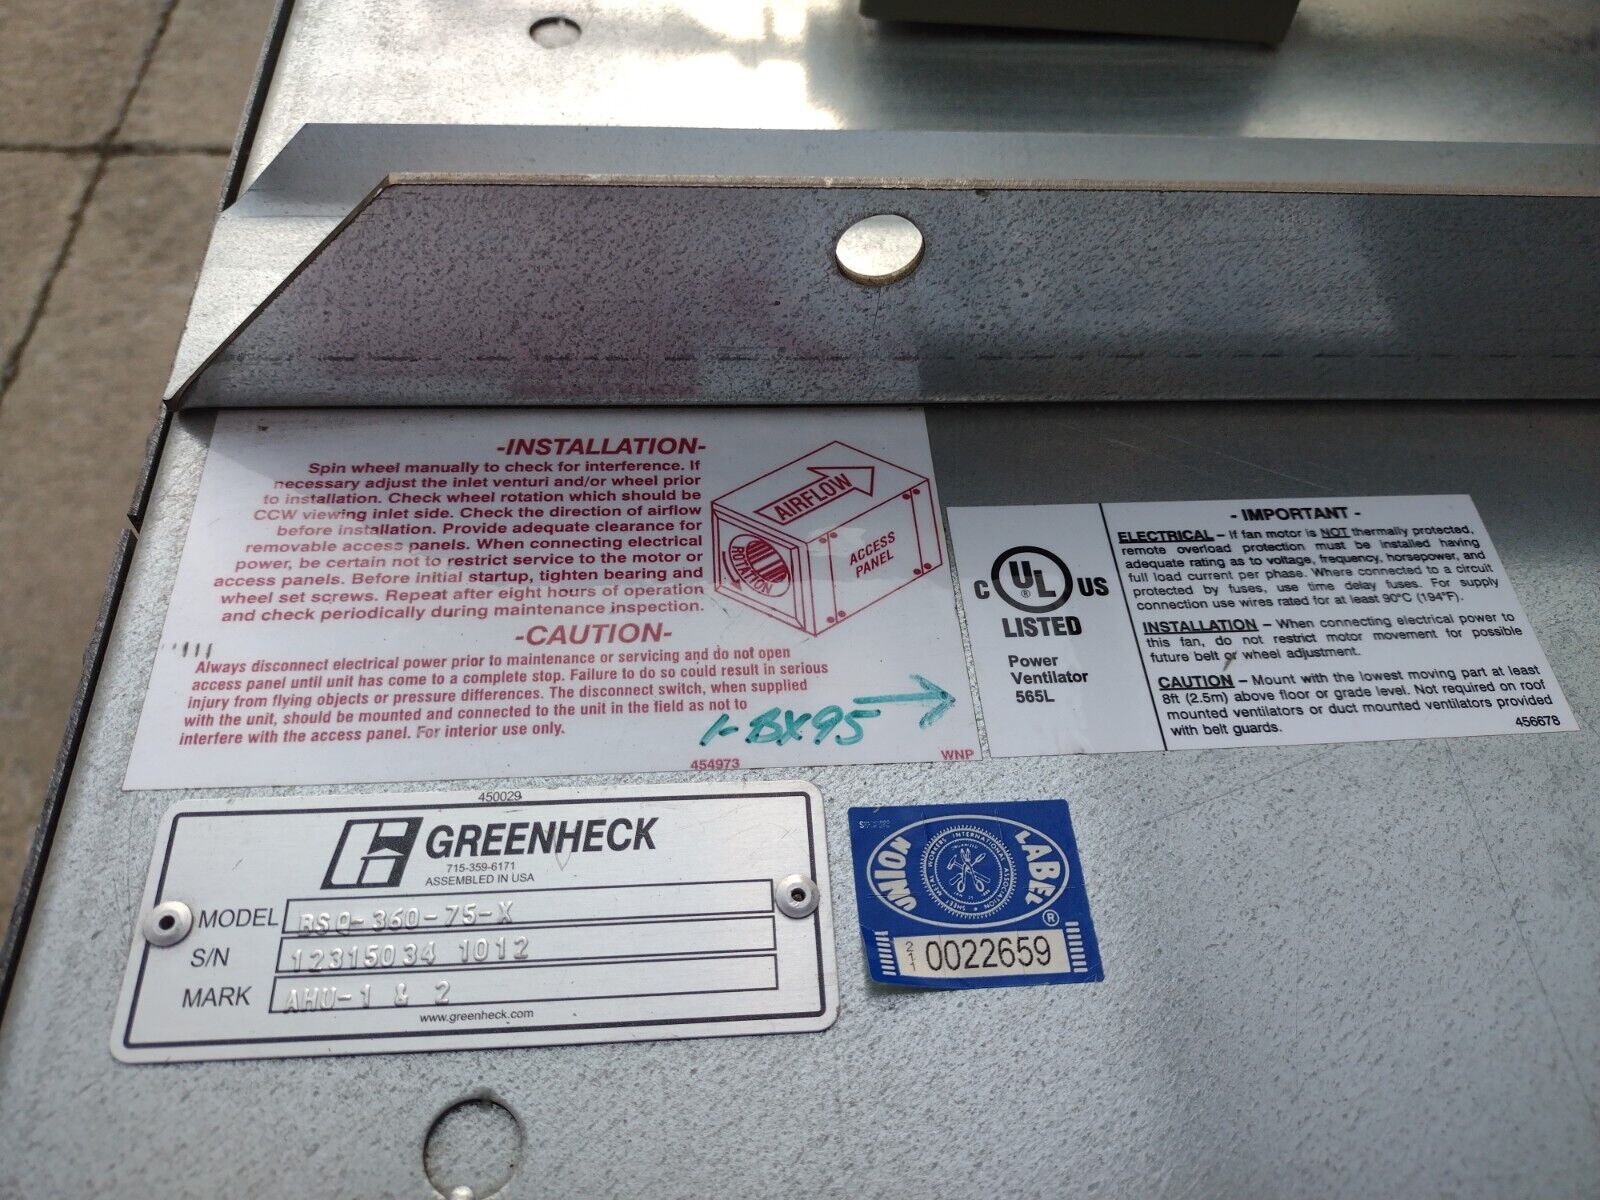 -INSTALLATION-
Spin wheel manually to check for interference. If
necessary adjust the inlet venturi and/or wheel prior
to installation. Check wheel rotation which should be
CCW viewing inlet side. Check the direction of airflow
before installation. Provide adequate clearance for
removable access panels. When connecting electrical
power, be certain not to restrict service to the motor or
access panels. Before initial startup, tighten bearing and
wheel set screws. Repeat after eight hours of operation
and check periodically during maintenance inspection.
AIRFLOW
ROTATION
ACCESS
PANEL
-CAUTION-
Always disconnect electrical power prior to maintenance or servicing and do not open
access panel until unit has come to a complete stop. Failure to do so could result in serious
injury from flying objects or pressure differences. The disconnect switch, when supplied
with the unit, should be mounted and connected to the unit in the field as not to
interfere with the access panel. For interior use only.
1-BX95
454973
WNP
C UL US
®
LISTED
Power
Ventilator
565L
- IMPORTANT -
ELECTRICAL – If fan motor is NOT thermally protected,
remote overload protection must be installed having
adequate rating as to voltage, frequency, horsepower, and
full load current per phase. Where connected to a circuit
protected by fuses, use time delay fuses. For supply
connection use wires rated for at least 90°C (194°F).
INSTALLATION – When connecting electrical power to
this fan, do not restrict motor movement for possible
future belt or wheel adjustment.
CAUTION – Mount with the lowest moving part at least
8ft (2.5m) above floor or grade level. Not required on roof
mounted ventilators or duct mounted ventilators provided
with belt guards.
456678
450029
GREENHECK
715-359-6171
ASSEMBLED IN USA
MODEL BSQ-360-75-X
S/N 12315034 1012
MARK AHU-1 & 2
www.greenheck.com
UNION LABEL
SHEET METAL WORKERS INTERNATIONAL ASSOCIATION
®
211 0022659